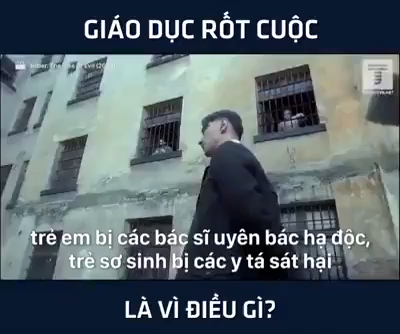 GIÁO DỤC RỐT CUỘC
trẻ em bị các bác sĩ uyên bác hạ độc,
trẻ sơ sinh bị các y tá sát hại
LÀ VÌ ĐIỀU GÌ?